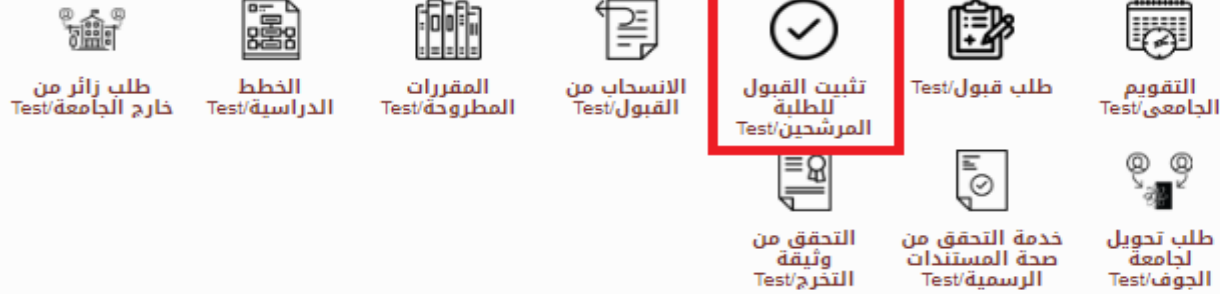 التقويم
الجامعى/Test
طلب قبول/Test
تثبيت القبول
للطلبة
المرشحين/Test
الانسحاب من
القبول/Test
المقررات
المطروحة/Test
الخطط
الدراسية/Test
طلب زائر من
خارج الجامعة/Test
طلب تحويل
لجامعة
الجوف/Test
خدمة التحقق من
صحة المستندات
الرسمية/Test
التحقق من
وثيقة
التخرج/Test